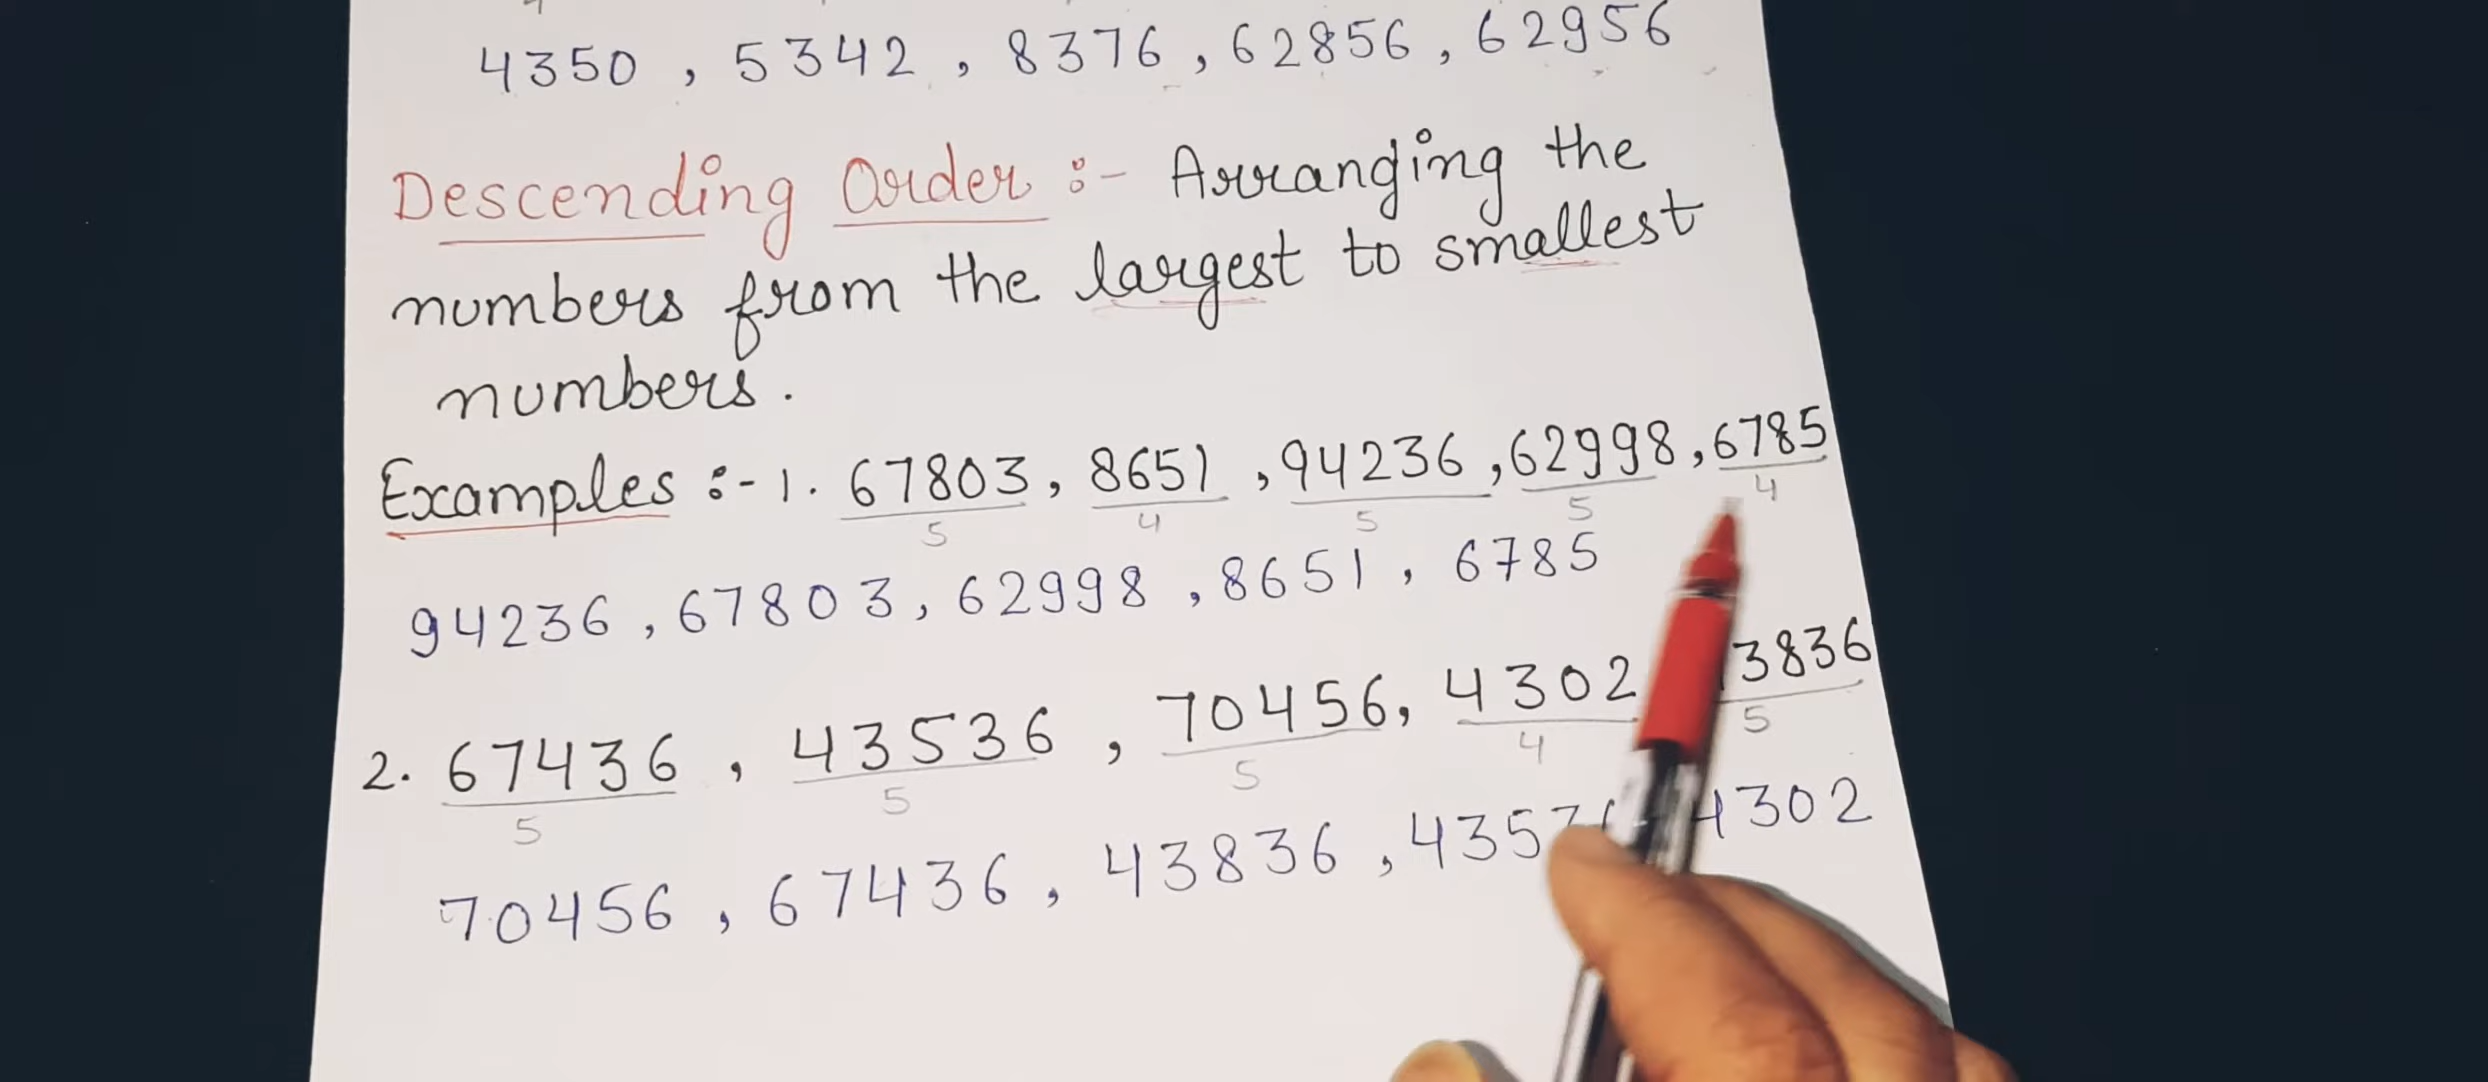 4350 , 5342 , 8376 , 62856 , 62956
Descending Order :- Arranging the
numbers from the largest to smallest
numbers.
Examples :- 1. 67803, 8651 , 94236 , 62998 , 6785
5 4 5 5 4
94236 , 67803 , 62998 , 8651 , 6785
2. 67436 , 43536 , 70456, 4302 3836
5 5 5 4 5
70456 , 67436 , 43836 , 435 4302